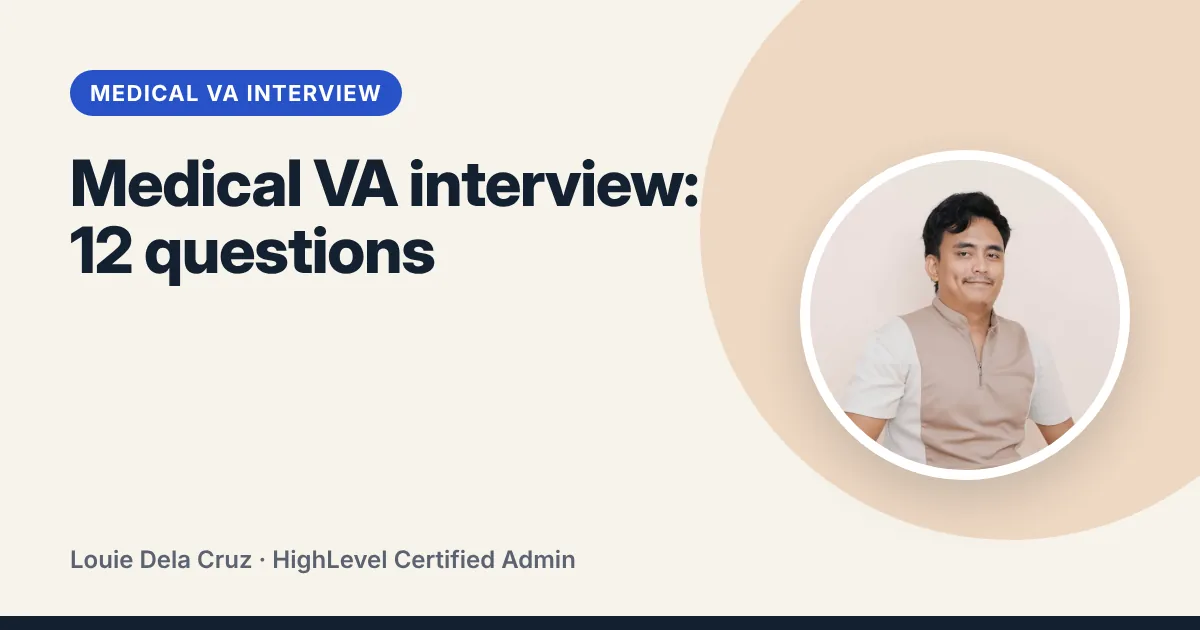 MEDICAL VA INTERVIEW
Medical VA interview:
12 questions
Louie Dela Cruz · HighLevel Certified Admin